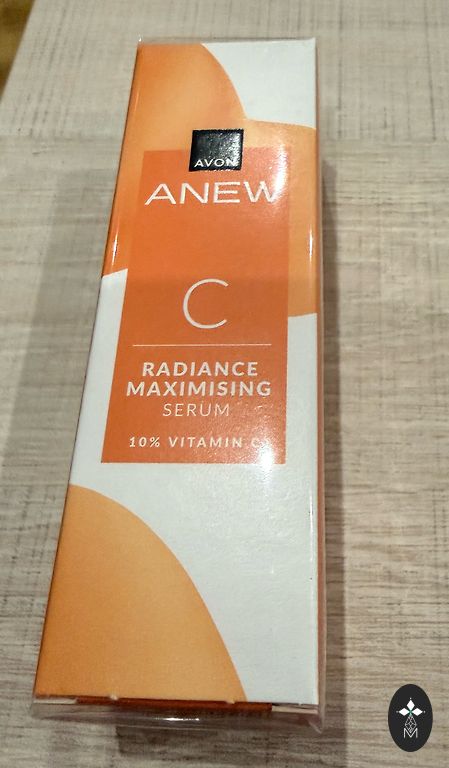 AVON
ANEW
C
RADIANCE
MAXIMISING
SERUM
10% VITAMIN C